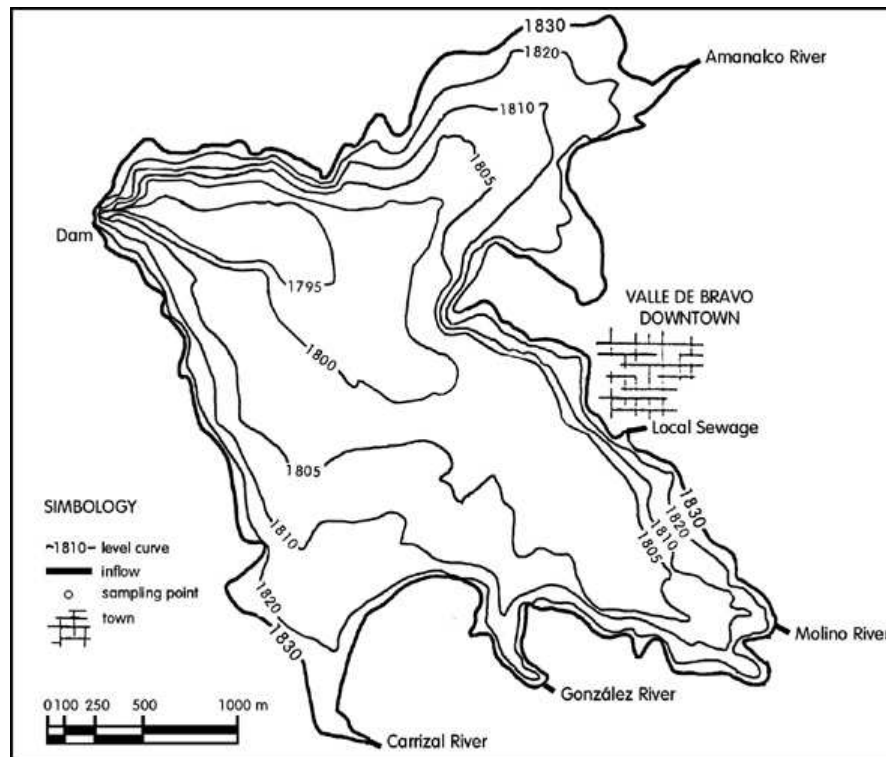 1830
Amanalco River
1820
1810
1805
Dam
1795
VALLE DE BRAVO
DOWNTOWN
1800
Local Sewage
1805
1830
1820
1810
1805
SIMBOLOGY
1810
~1810- level curve
inflow
sampling point
town
1820
1830
Molino River
González River
Carrizal River
0 100 250 500 1000 m